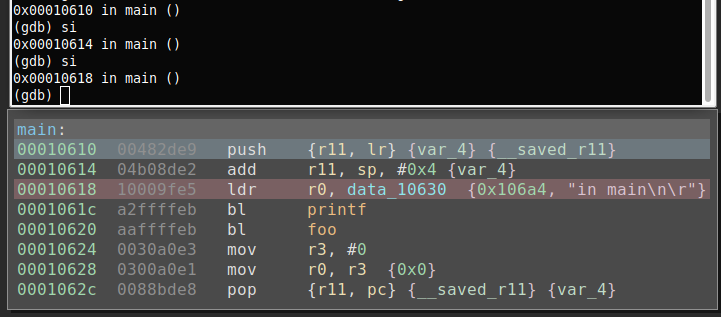 0x00010610 in main ()
(gdb) si
0x00010614 in main ()
(gdb) si
0x00010618 in main ()
(gdb)
main:
00010610 00482de9 push {r11, lr} {var_4} {__saved_r11}
00010614 04b08de2 add r11, sp, #0x4 {var_4}
00010618 10009fe5 ldr r0, data_10630 {0x106a4, "in main\n\r"}
0001061c a2ffffeb bl printf
00010620 aaffffeb bl foo
00010624 0030a0e3 mov r3, #0
00010628 0300a0e1 mov r0, r3 {0x0}
0001062c 0088bde8 pop {r11, pc} {__saved_r11} {var_4}